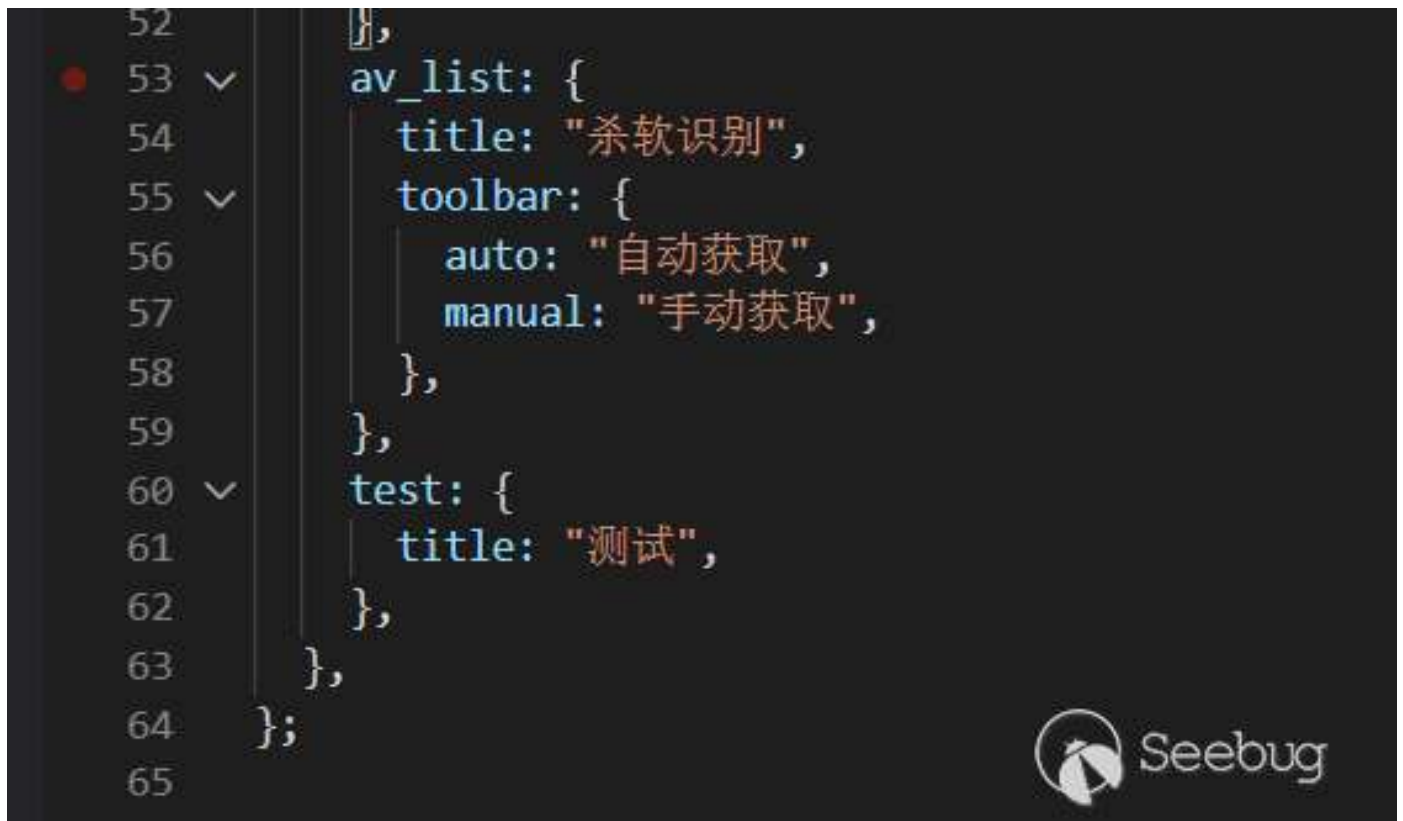 52 },
53 av_list: {
54 title: "杀软识别",
55 toolbar: {
56 auto: "自动获取",
57 manual: "手动获取",
58 },
59 },
60 test: {
61 title: "测试",
62 },
63 },
64 };
65
Seebug